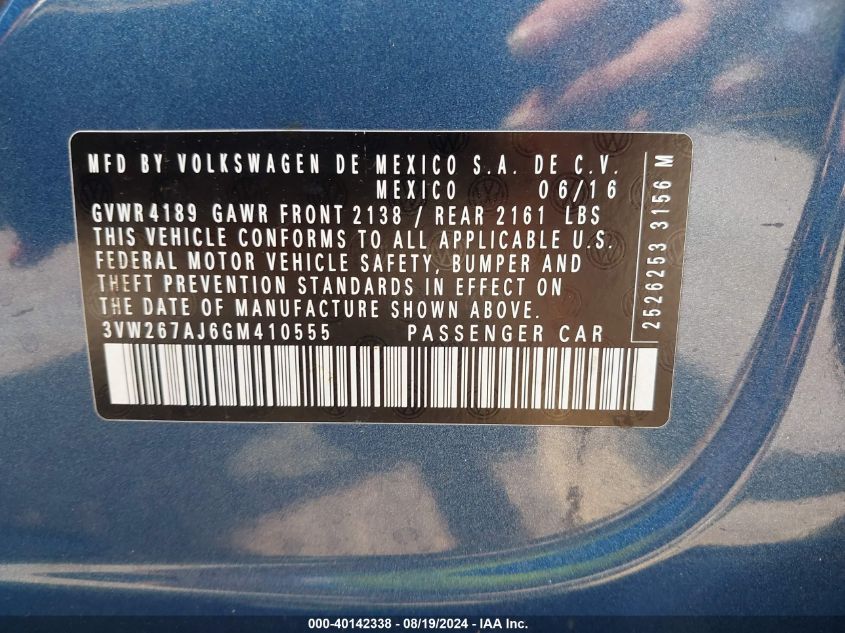 MFD BY VOLKSWAGEN DE MEXICO S.A. DE C.V.
MEXICO 06/16
GVWR 4189 GAWR FRONT 2138 / REAR 2161 LBS
THIS VEHICLE CONFORMS TO ALL APPLICABLE U.S.
FEDERAL MOTOR VEHICLE SAFETY, BUMPER AND
THEFT PREVENTION STANDARDS IN EFFECT ON
THE DATE OF MANUFACTURE SHOWN ABOVE.
3VW267AJ6GM410555 PASSENGER CAR
2526253 3156 M
000-40142338 - 08/19/2024 - IAA Inc.